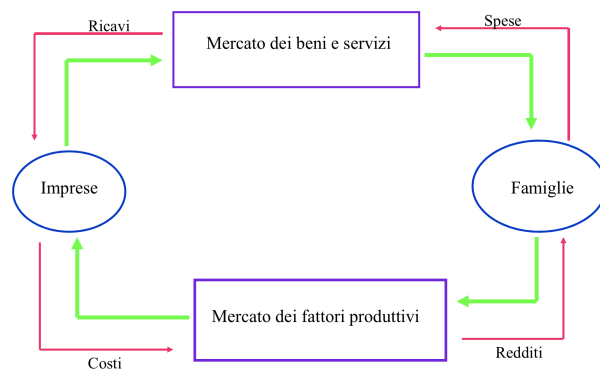 Ricavi
Spese
Mercato dei beni e servizi
Imprese
Famiglie
Mercato dei fattori produttivi
Costi
Redditi